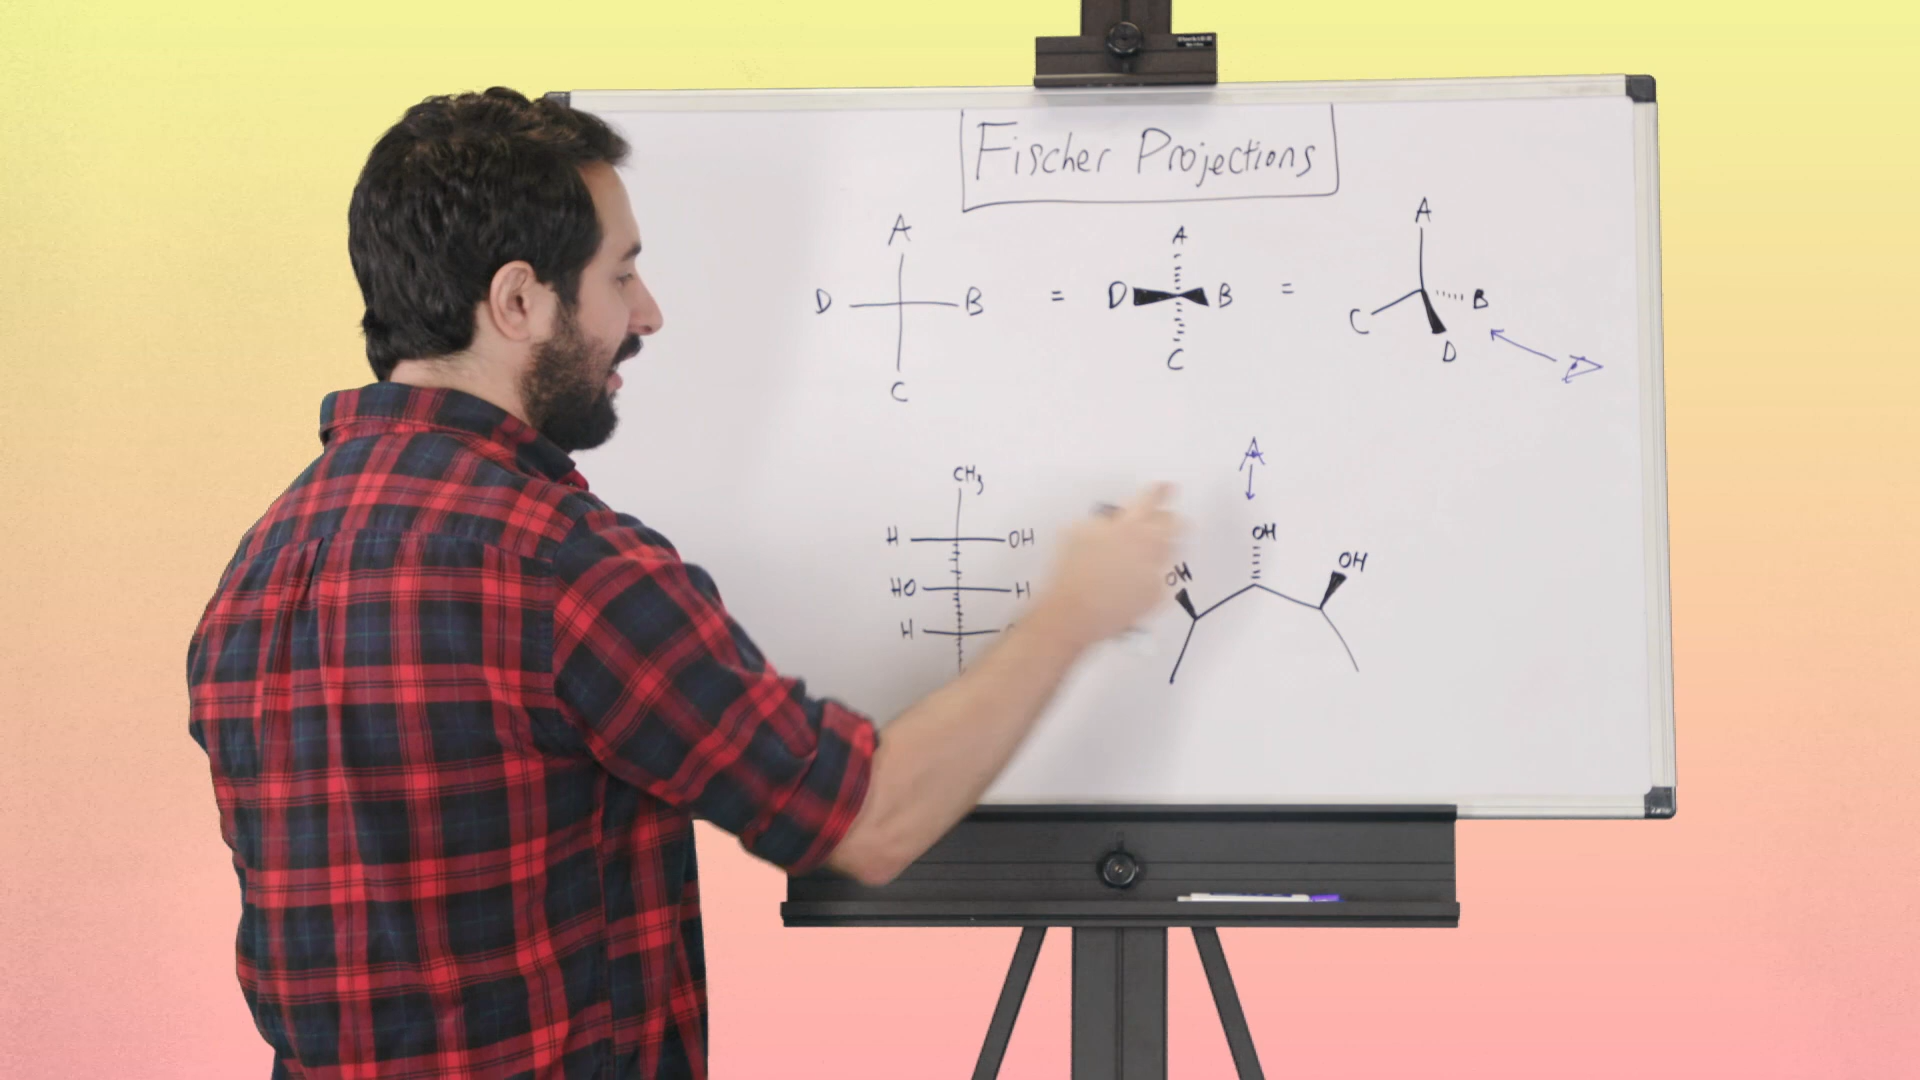 Fischer Projections
A
D B
C
=
A
D B
C
=
A
C B
D
CH3
H OH
HO H
H
OH
OH
OH